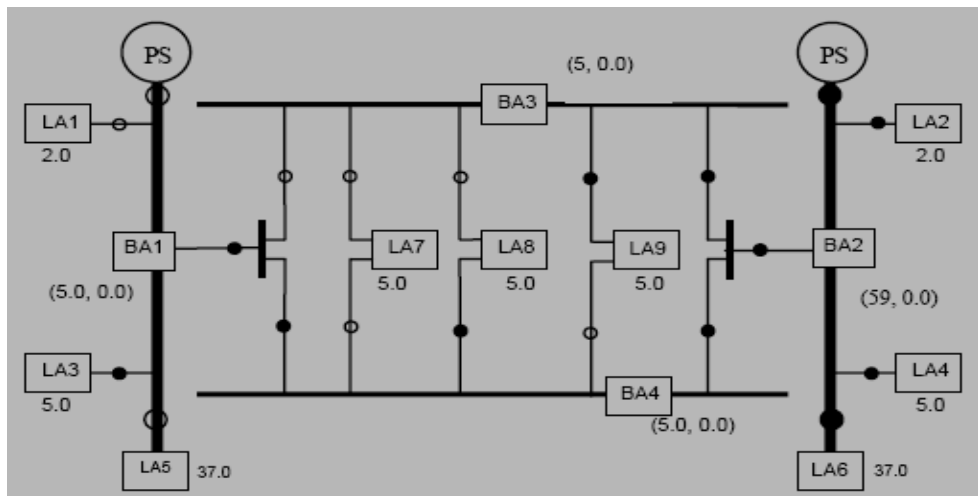 PS
PS
(5, 0.0)
BA3
LA1
2.0
LA2
2.0
BA1
LA7
5.0
LA8
5.0
LA9
5.0
BA2
(5.0, 0.0)
(59, 0.0)
LA3
5.0
LA4
5.0
BA4
(5.0, 0.0)
LA5
37.0
LA6
37.0